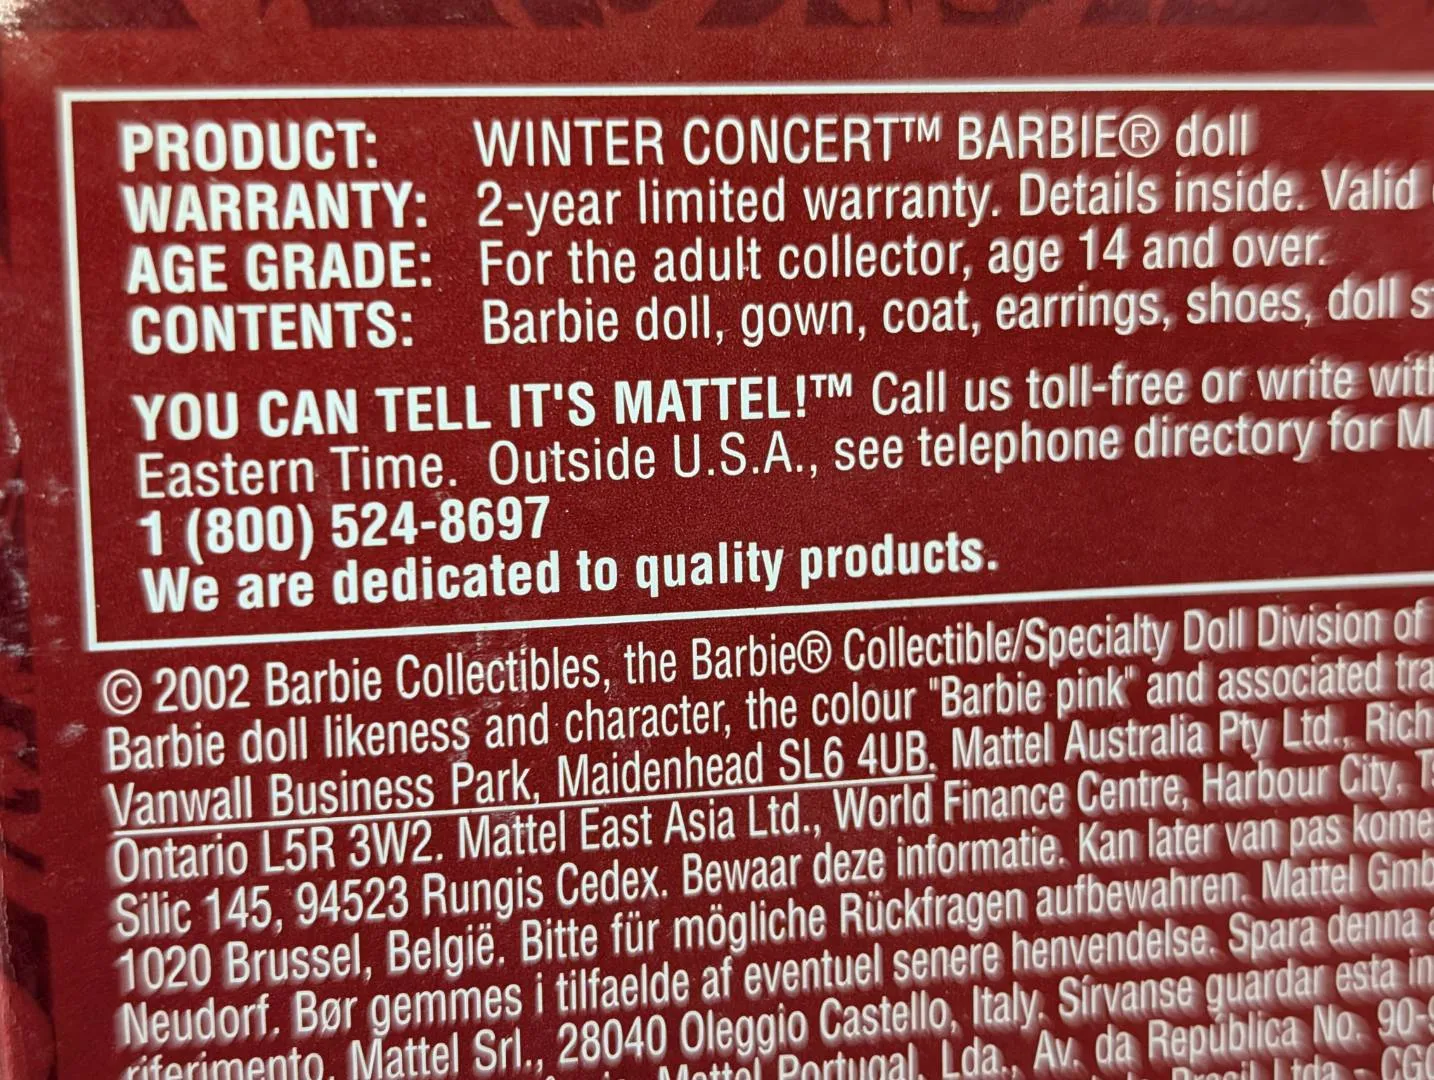 PRODUCT: WINTER CONCERT™ BARBIE® doll
WARRANTY: 2-year limited warranty. Details inside. Valid
AGE GRADE: For the adult collector, age 14 and over.
CONTENTS: Barbie doll, gown, coat, earrings, shoes, doll
YOU CAN TELL IT'S MATTEL!™ Call us toll-free or write
Eastern Time. Outside U.S.A., see telephone directory for
1 (800) 524-8697
We are dedicated to quality products.
© 2002 Barbie Collectibles, the Barbie® Collectible/Specialty Doll Division of
Barbie doll likeness and character, the colour "Barbie pink" and associated
Vanwall Business Park, Maidenhead SL6 4UB. Mattel Australia Pty Ltd.,
Ontario L5R 3W2. Mattel East Asia Ltd., World Finance Centre, Harbour City,
Silic 145, 94523 Rungis Cedex. Bewaar deze informatie. Kan later van pas
1020 Brussel, België. Bitte für mögliche Rückfragen aufbewahren. Mattel
Neudorf. Bør gemmes i tilfaelde af eventuel senere henvendelse. Spara denna
riferimento. Mattel Srl., 28040 Oleggio Castello, Italy. Sírvanse guardar esta
Mattel Portugal, Lda., Av. da República No.